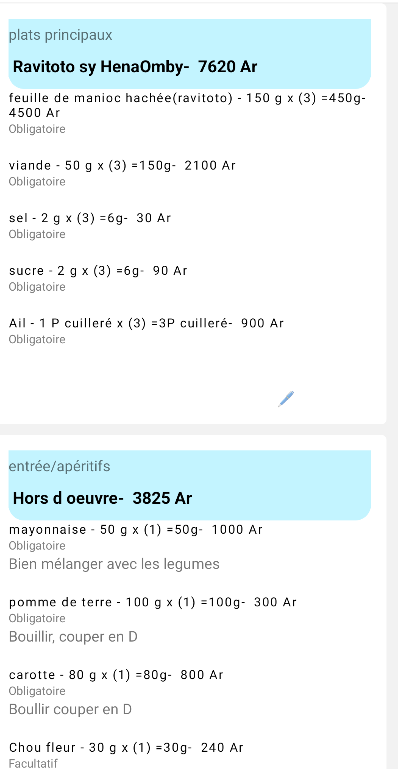 plats principaux
Ravitoto sy HenaOmby-  7620 Ar
feuille de manioc hachée(ravitoto) - 150 g x (3) =450g-
4500 Ar
Obligatoire
viande - 50 g x (3) =150g-  2100 Ar
Obligatoire
sel - 2 g x (3) =6g-  30 Ar
Obligatoire
sucre - 2 g x (3) =6g-  90 Ar
Obligatoire
Ail - 1 P cuilleré x (3) =3P cuilleré-  900 Ar
Obligatoire
entrée/apéritifs
Hors d oeuvre-  3825 Ar
mayonnaise - 50 g x (1) =50g-  1000 Ar
Obligatoire
Bien mélanger avec les legumes
pomme de terre - 100 g x (1) =100g-  300 Ar
Obligatoire
Bouillir, couper en D
carotte - 80 g x (1) =80g-  800 Ar
Obligatoire
Boullir couper en D
Chou fleur - 30 g x (1) =30g-  240 Ar
Facultatif